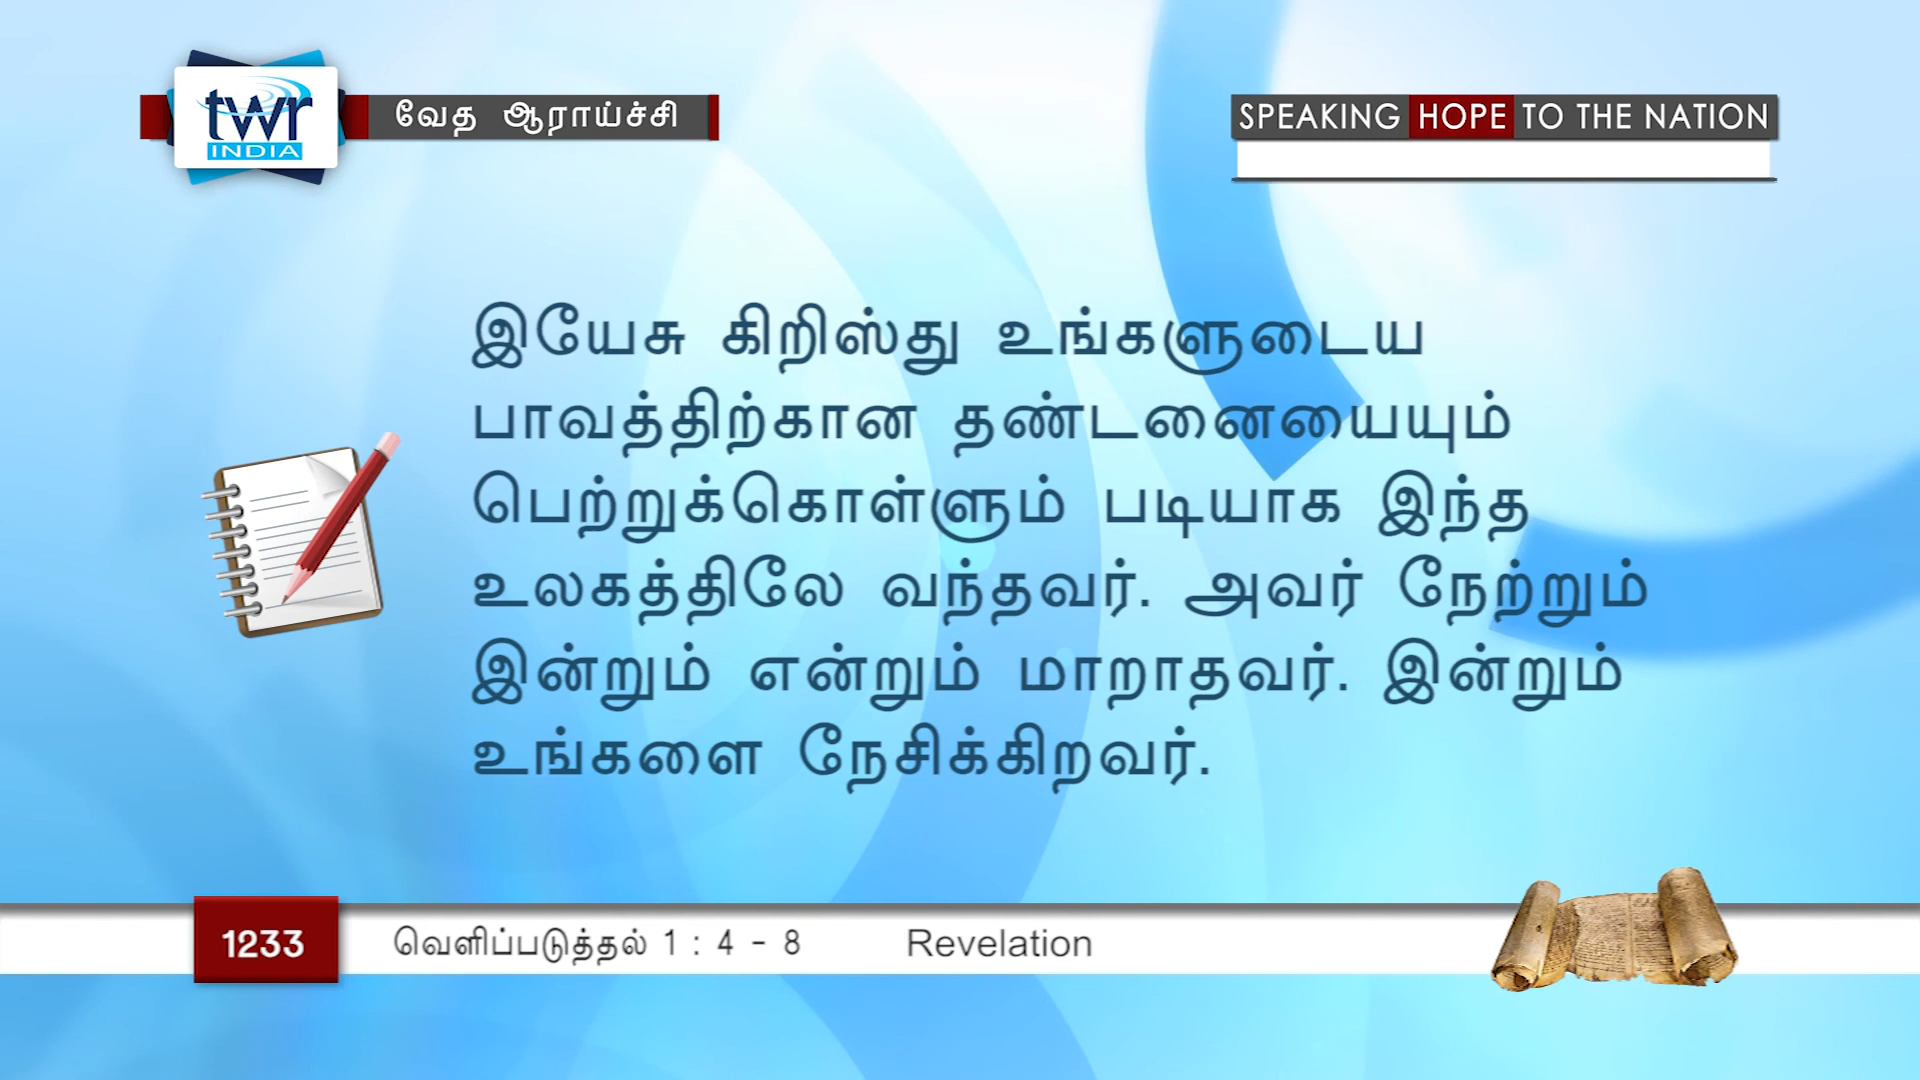 twr
INDIA
வேத ஆராய்ச்சி
SPEAKING HOPE TO THE NATION
இயேசு கிறிஸ்து உங்களுடைய
பாவத்திற்கான தண்டனையையும்
பெற்றுக்கொள்ளும் படியாக இந்த
உலகத்திலே வந்தவர். அவர் நேற்றும்
இன்றும் என்றும் மாறாதவர். இன்றும்
உங்களை நேசிக்கிறவர்.
1233
வெளிப்படுத்தல் 1 : 4 - 8 Revelation